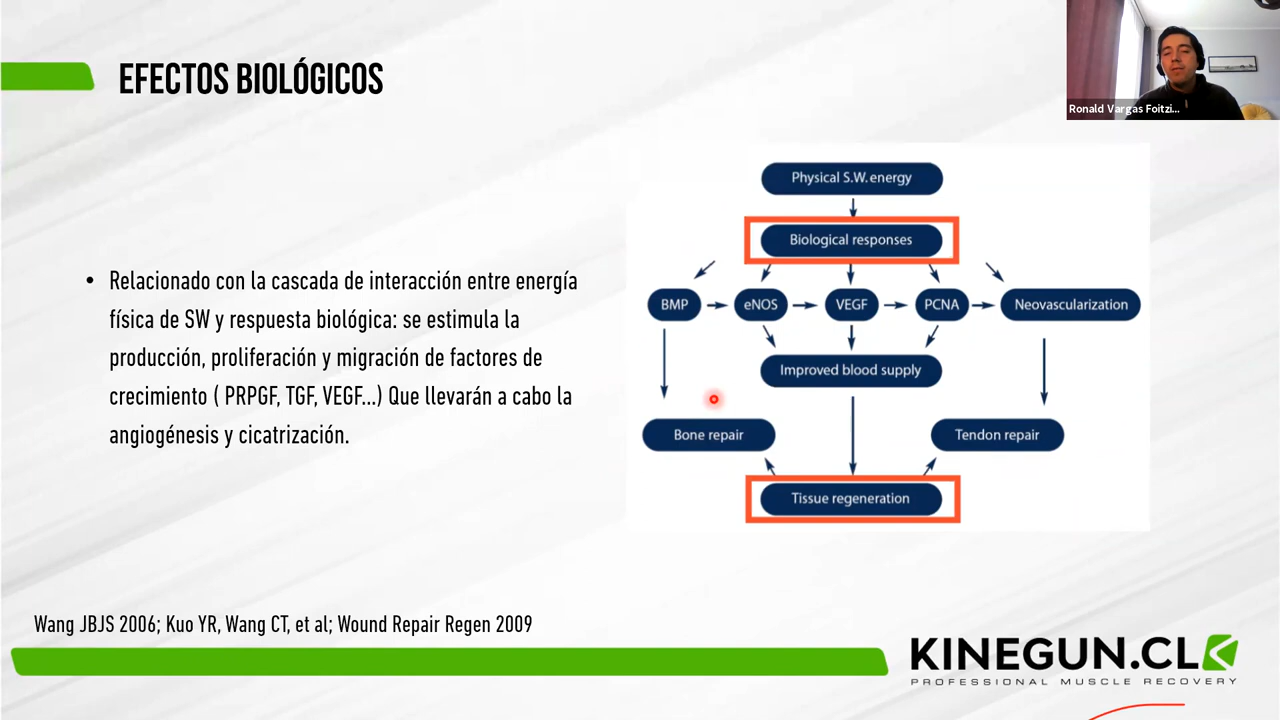 EFECTOS BIOLÓGICOS
Ronald Vargas Foitzi...
Physical S.W. energy
Biological responses
BMP
eNOS
VEGF
PCNA
Neovascularization
Improved blood supply
Bone repair
Tendon repair
Tissue regeneration
• Relacionado con la cascada de interacción entre energía
física de SW y respuesta biológica: se estimula la
producción, proliferación y migración de factores de
crecimiento ( PRPGF, TGF, VEGF...) Que llevarán a cabo la
angiogénesis y cicatrización.
Wang JBJS 2006; Kuo YR, Wang CT, et al; Wound Repair Regen 2009
KINEGUN.CL
PROFESSIONAL MUSCLE RECOVERY